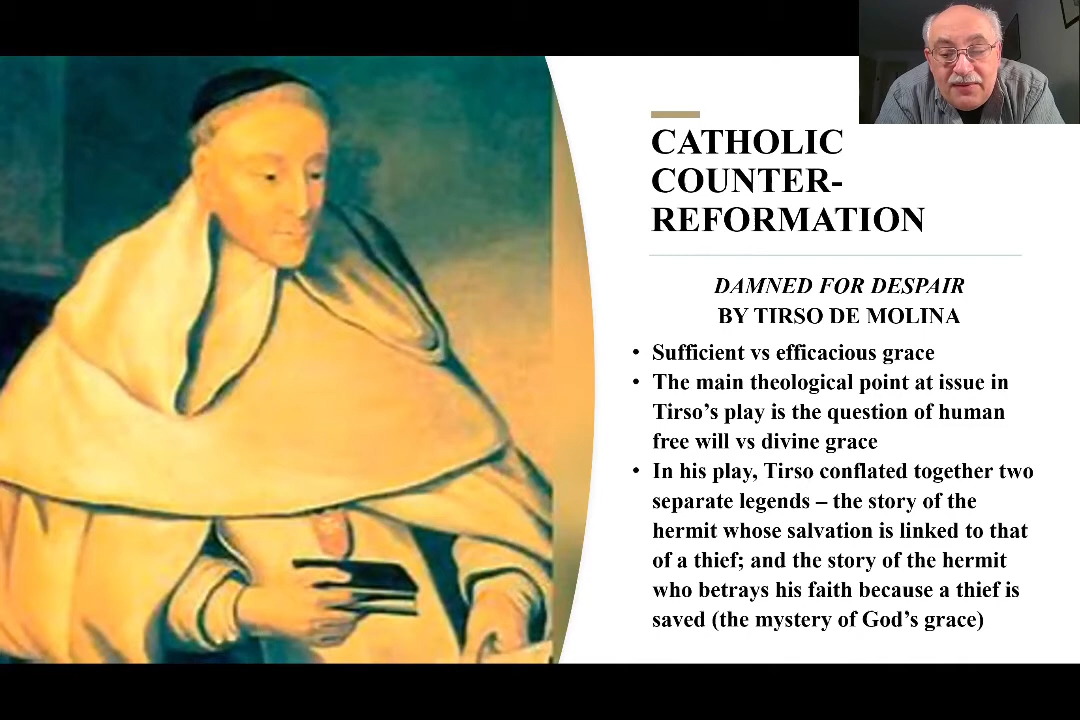 CATHOLIC
COUNTER-
REFORMATION
DAMNED FOR DESPAIR
BY TIRSO DE MOLINA
• Sufficient vs efficacious grace
• The main theological point at issue in
Tirso’s play is the question of human
free will vs divine grace
• In his play, Tirso conflated together two
separate legends – the story of the
hermit whose salvation is linked to that
of a thief; and the story of the hermit
who betrays his faith because a thief is
saved (the mystery of God’s grace)